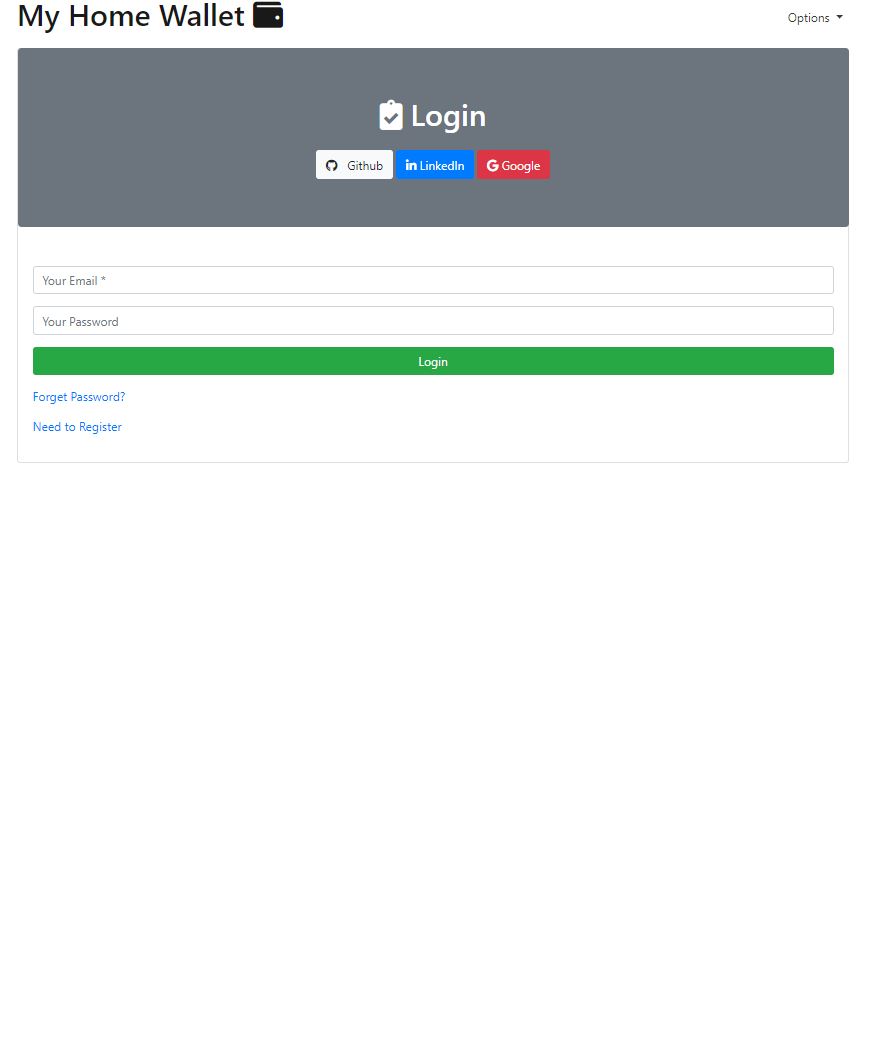 My Home Wallet
Options
Login
Github
LinkedIn
Google
Your Email *
Your Password
Login
Forget Password?
Need to Register